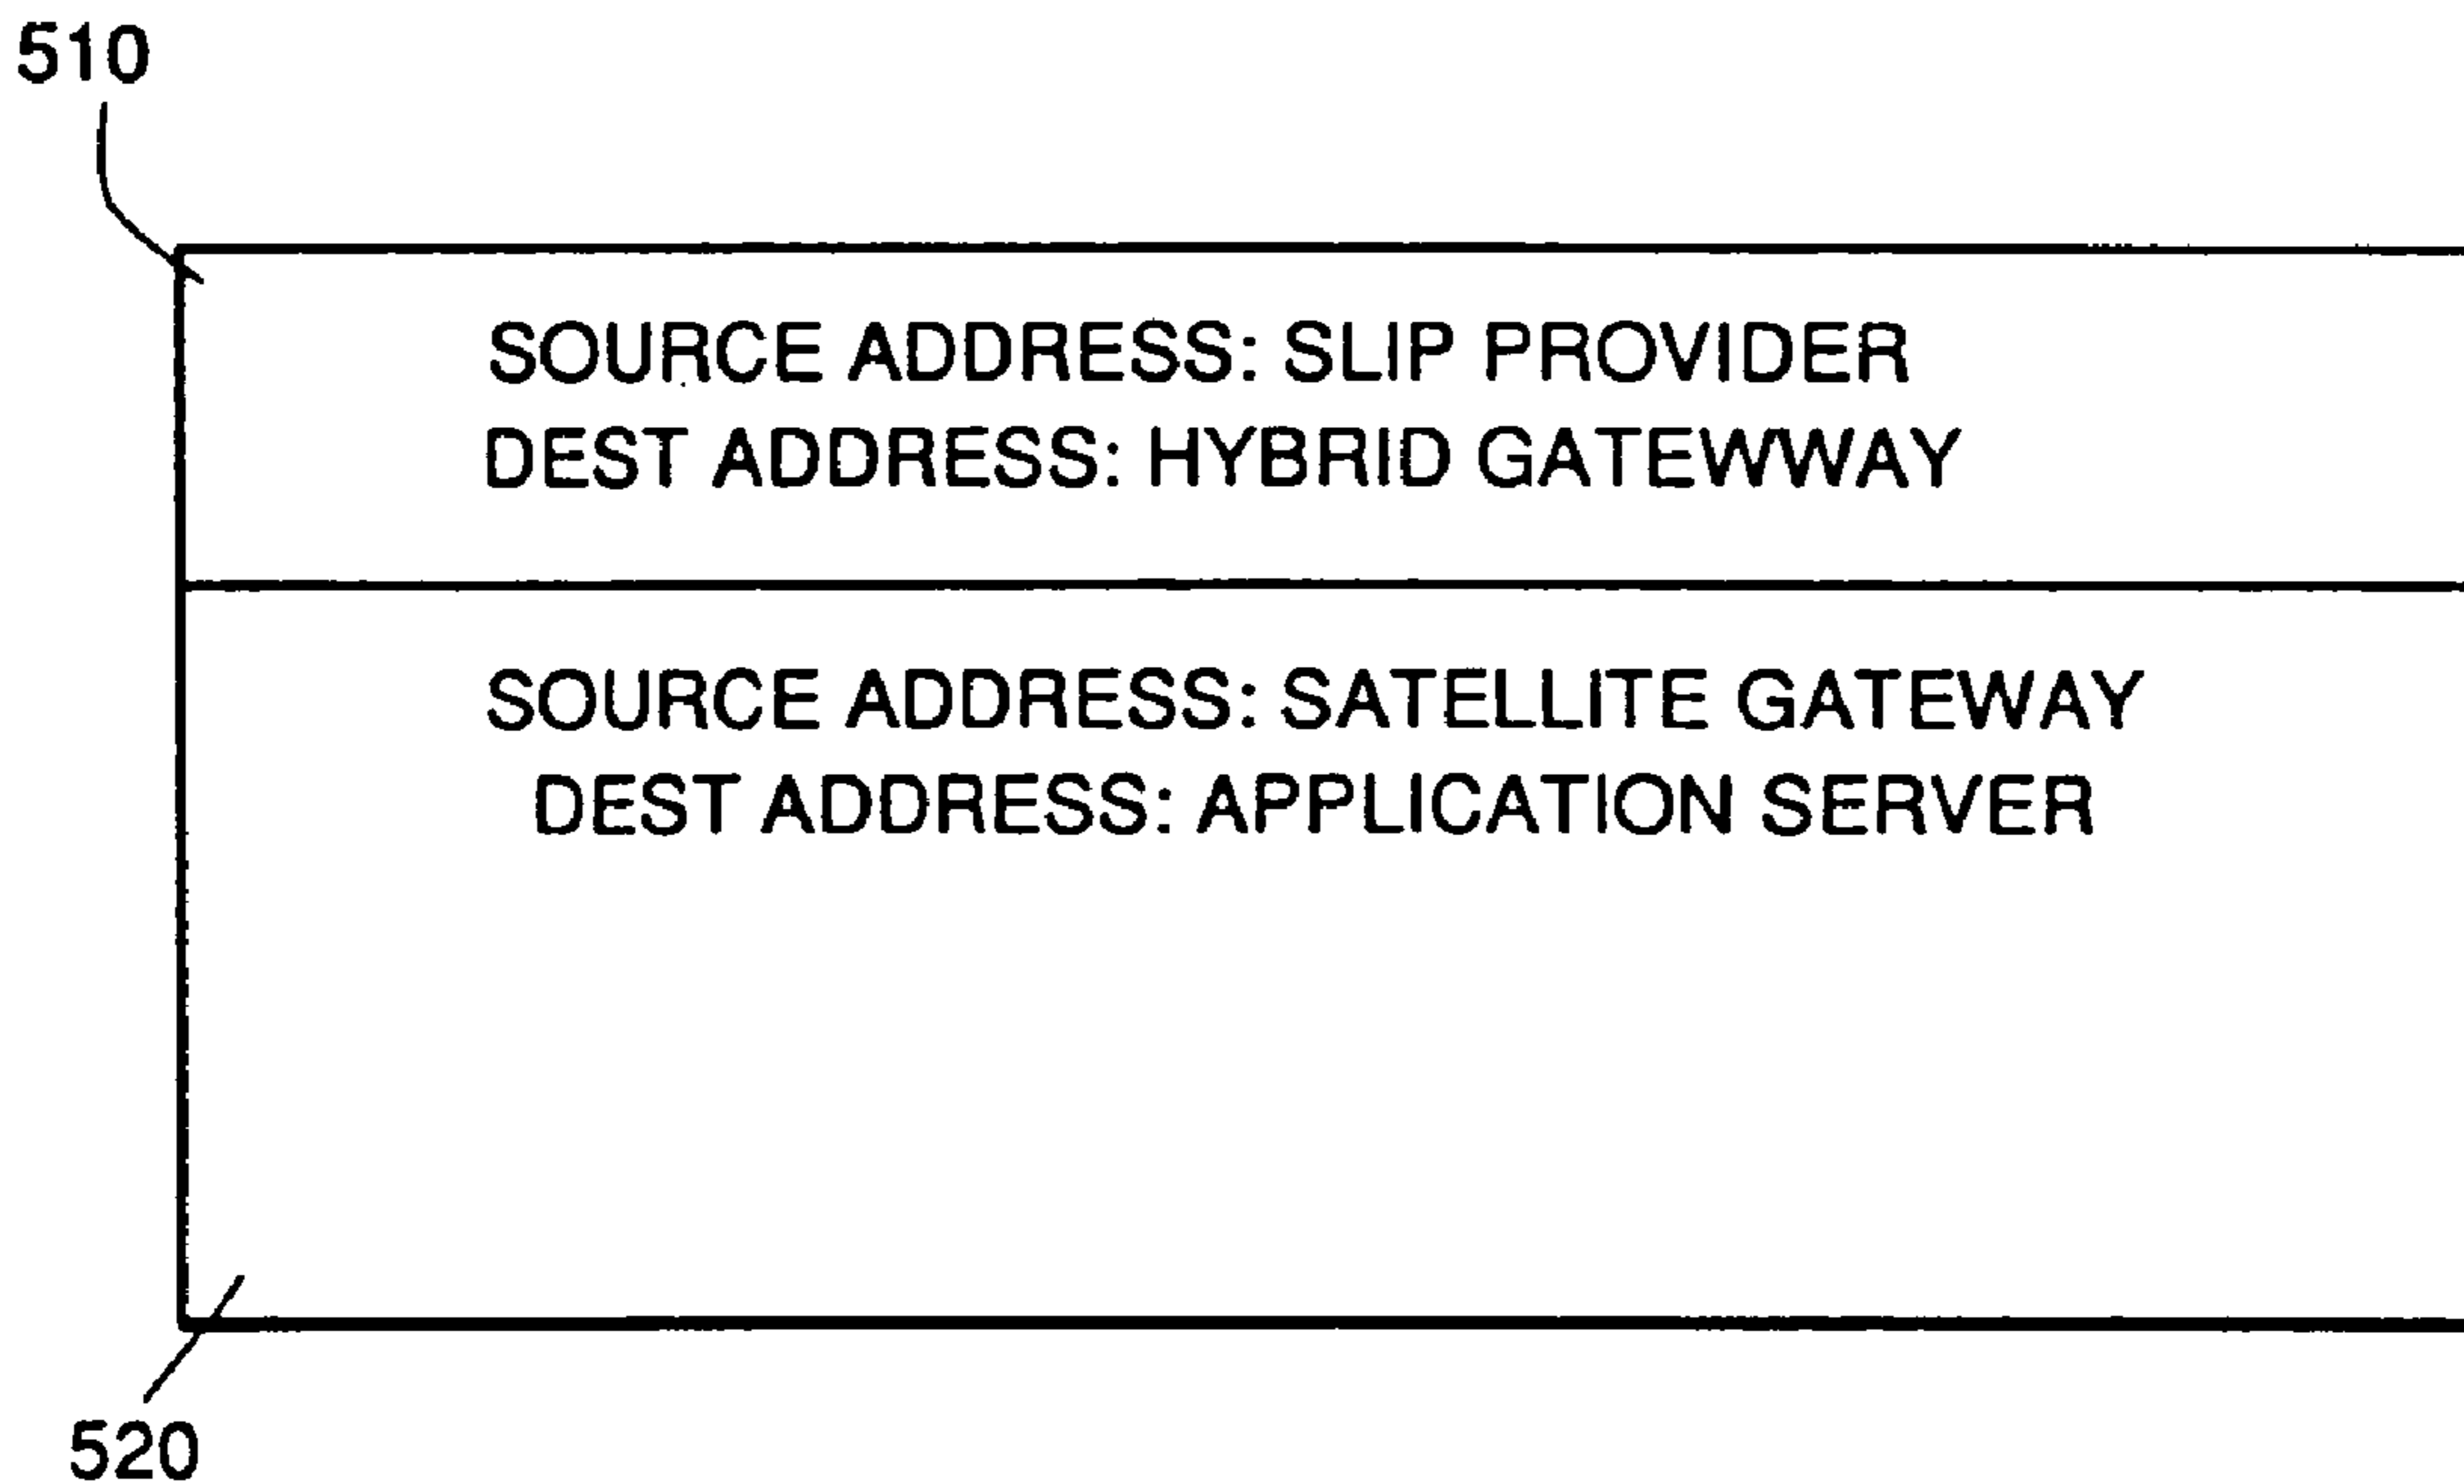 510
SOURCE ADDRESS: SLIP PROVIDER
DEST ADDRESS: HYBRID GATEWWAY
SOURCE ADDRESS: SATELLITE GATEWAY
DEST ADDRESS: APPLICATION SERVER
520